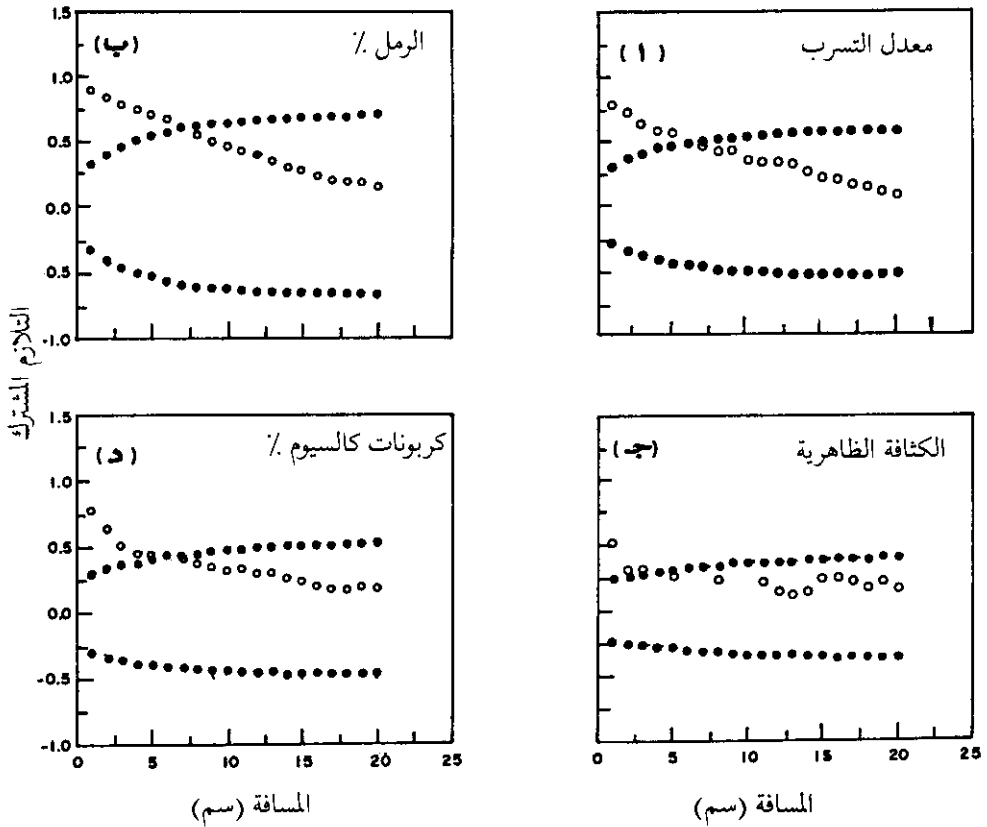 معدل التسرب
(ا)
الرمل ٪
(ب)
1.5
1.0
0.5
0.0
-0.5
-1.0
التلازم المشترك
الكثافة الظاهرية
(جـ)
0 5 10 15 20 25
المسافة (سم)
كربونات كالسيوم ٪
(د)
1.5
1.0
0.5
0.0
-0.5
-1.0
0 5 10 15 20 25
المسافة (سم)